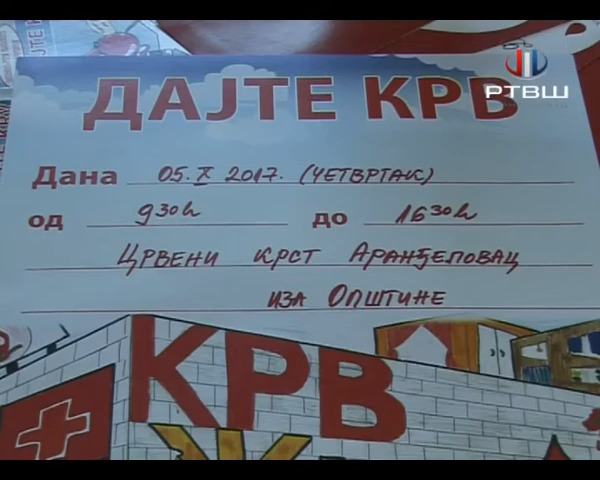 РТВШ
ДАЈТЕ КРВ
Дана 05. X 2017. (ЧЕТВРТАК)
од 930h до 1630h
ЦРВЕНИ КРСТ АРАНЂЕЛОВАЦ
ИЗА ОПШТИНЕ
КРВ